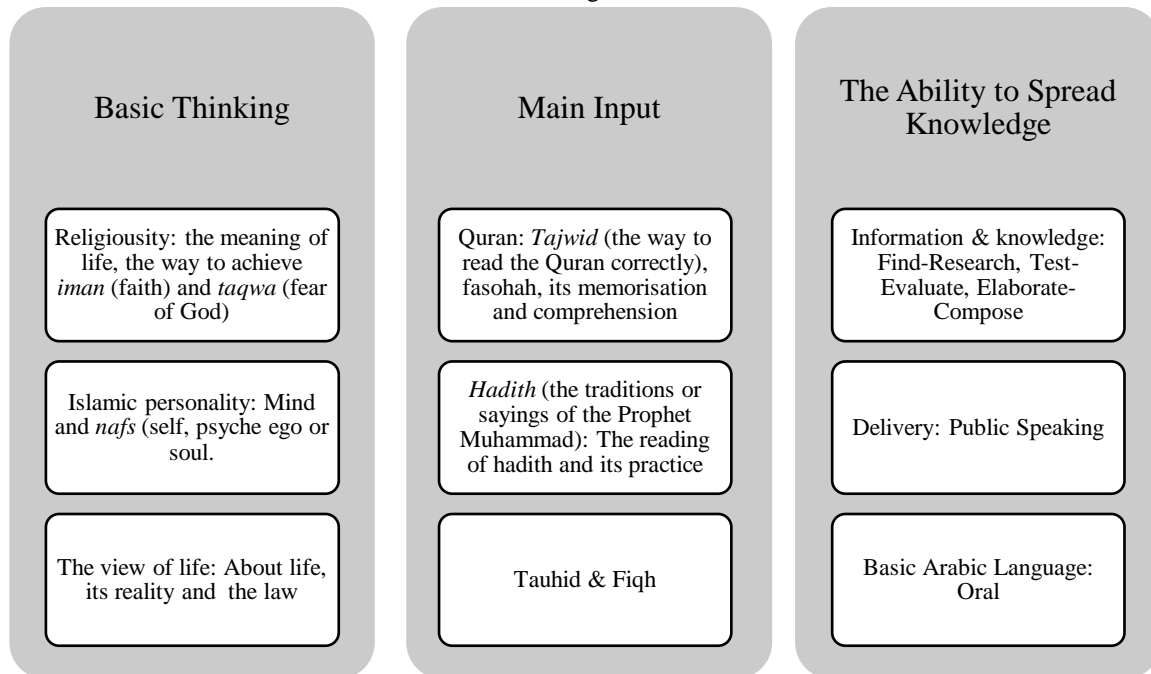 Basic Thinking
Religiousity: the meaning of
life, the way to achieve
iman (faith) and taqwa (fear
of God)
Islamic personality: Mind
and nafs (self, psyche ego or
soul.
The view of life: About life,
its reality and the law
Main Input
Quran: Tajwid (the way to
read the Quran correctly),
fasohah, its memorisation
and comprehension
Hadith (the traditions or
sayings of the Prophet
Muhammad): The reading
of hadith and its practice
Tauhid & Fiqh
The Ability to Spread
Knowledge
Information & knowledge:
Find-Research, Test-
Evaluate, Elaborate-
Compose
Delivery: Public Speaking
Basic Arabic Language:
Oral